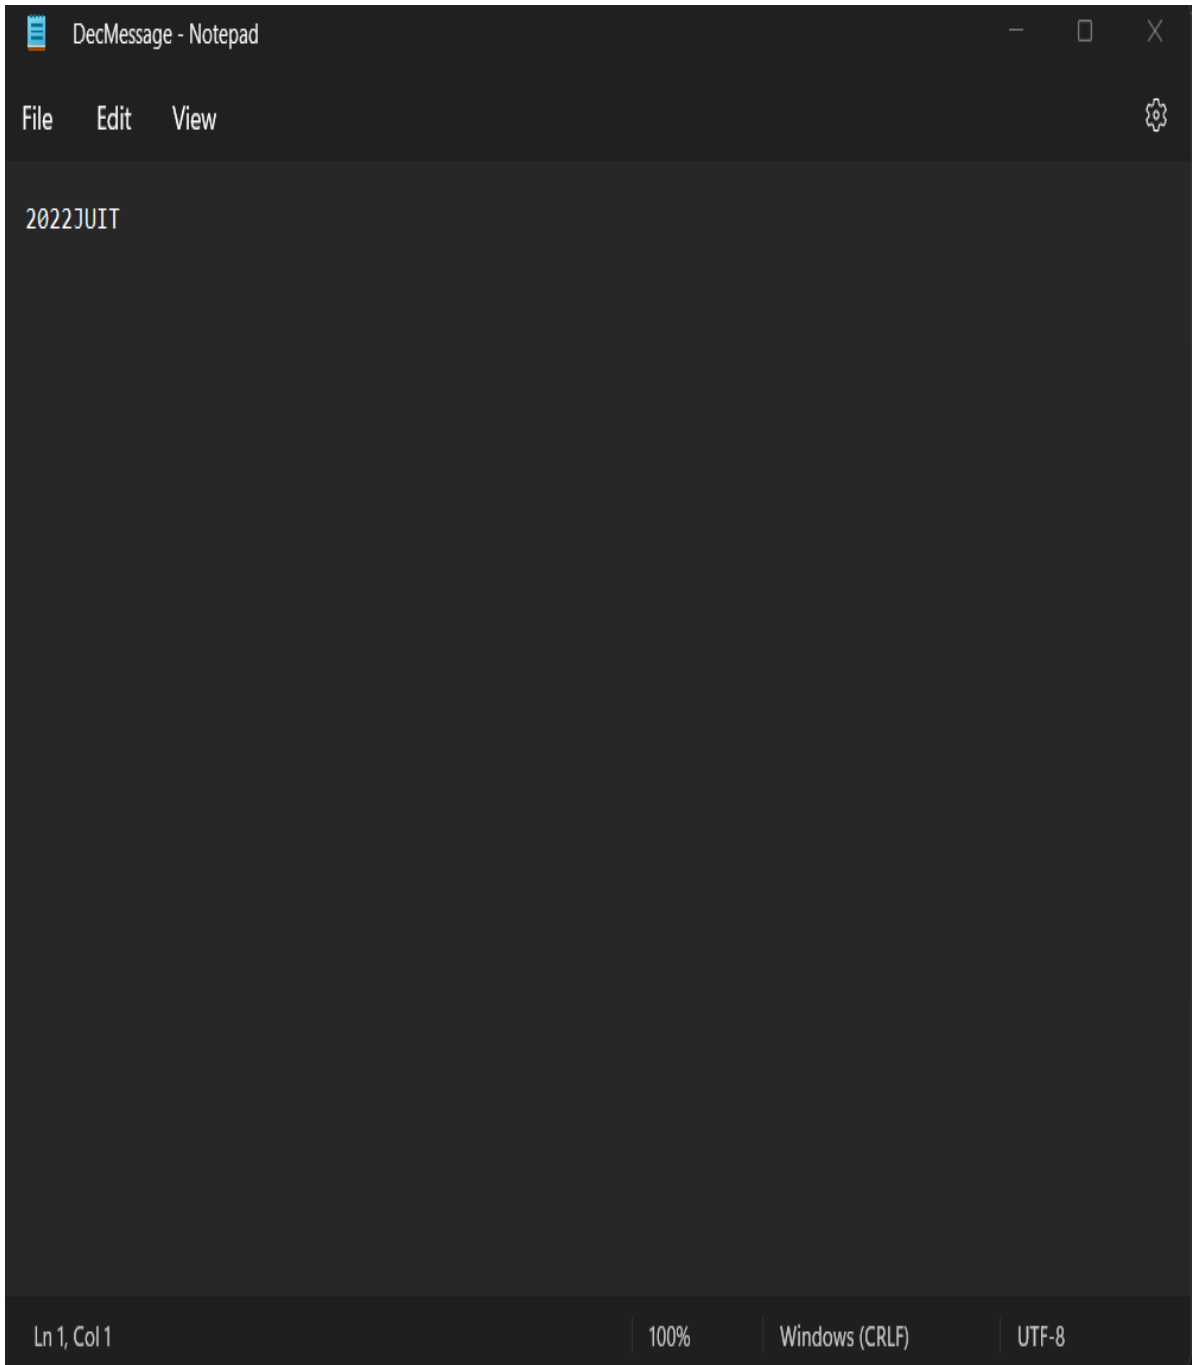 DecMessage - Notepad
File Edit View
2022JUIT
Ln 1, Col 1 100% Windows (CRLF) UTF-8